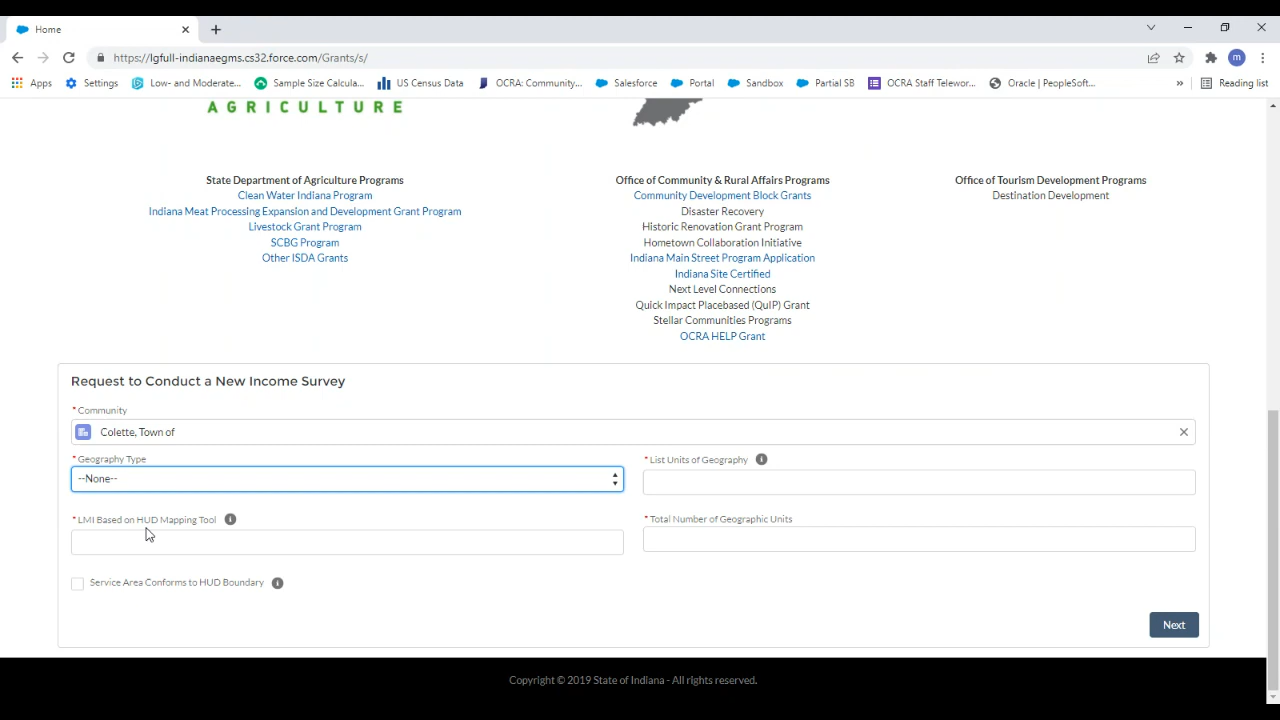 Home
https://lgfull-indianaegms.cs32.force.com/Grants/s/
m
Apps Settings Low- and Moderate... Sample Size Calcula... US Census Data OCRA: Community... Salesforce Portal Sandbox Partial SB OCRA Staff Telewor... Oracle | PeopleSoft... » Reading list
AGRICULTURE
State Department of Agriculture Programs
Clean Water Indiana Program
Indiana Meat Processing Expansion and Development Grant Program
Livestock Grant Program
SCBG Program
Other ISDA Grants
Office of Community & Rural Affairs Programs
Community Development Block Grants
Disaster Recovery
Historic Renovation Grant Program
Hometown Collaboration Initiative
Indiana Main Street Program Application
Indiana Site Certified
Next Level Connections
Quick Impact Placebased (QuIP) Grant
Stellar Communities Programs
OCRA HELP Grant
Office of Tourism Development Programs
Destination Development
Request to Conduct a New Income Survey
* Community
Colette, Town of
* Geography Type
--None--
* List Units of Geography
* LMI Based on HUD Mapping Tool
* Total Number of Geographic Units
Service Area Conforms to HUD Boundary
Next
Copyright © 2019 State of Indiana - All rights reserved.